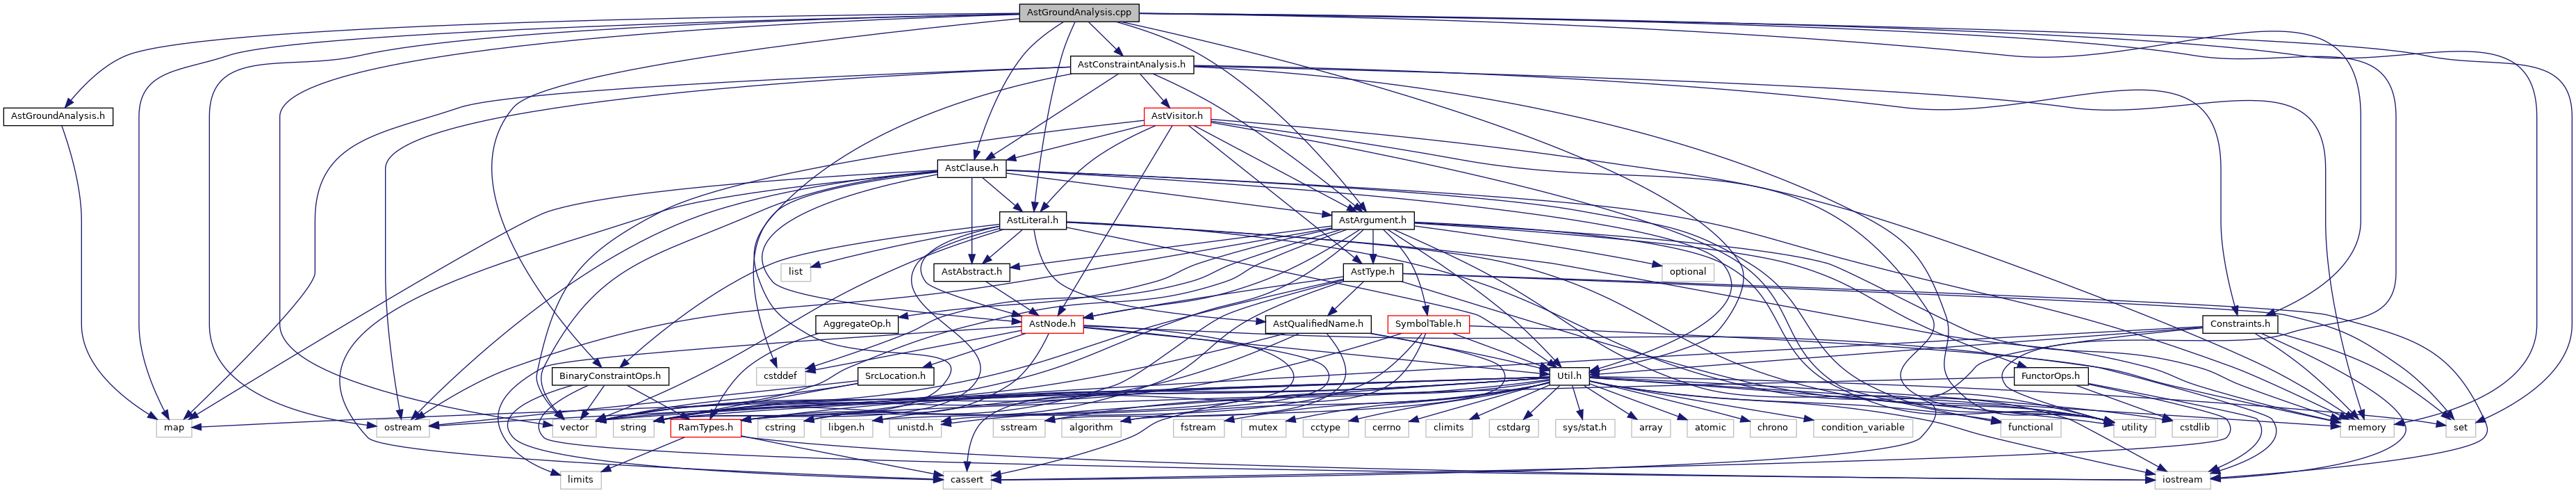 AstGroundAnalysis.cpp
AstConstraintAnalysis.h
AstGroundAnalysis.h
AstVisitor.h
AstClause.h
AstLiteral.h
AstArgument.h
list
AstAbstract.h
AstType.h
optional
AggregateOp.h
AstNode.h
AstQualifiedName.h
SymbolTable.h
Constraints.h
BinaryConstraintOps.h
cstddef
SrcLocation.h
Util.h
FunctorOps.h
map
ostream
vector
string
RamTypes.h
cstring
libgen.h
unistd.h
sstream
algorithm
fstream
mutex
cctype
cerrno
climits
cstdarg
sys/stat.h
array
atomic
chrono
condition_variable
functional
utility
cstdlib
memory
set
limits
cassert
iostream